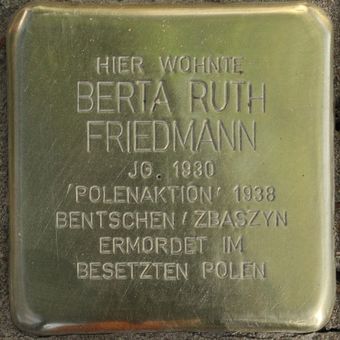 HIER WOHNTE
BERTA RUTH
FRIEDMANN
JG. 1930
'POLENAKTION' 1938
BENTSCHEN / ZBASZYN
ERMORDET IM
BESETZTEN POLEN